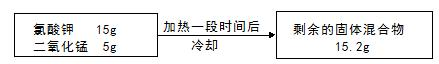 氯酸钾 15g
二氧化锰 5g
加热一段时间后
冷却
剩余的固体混合物
15.2g